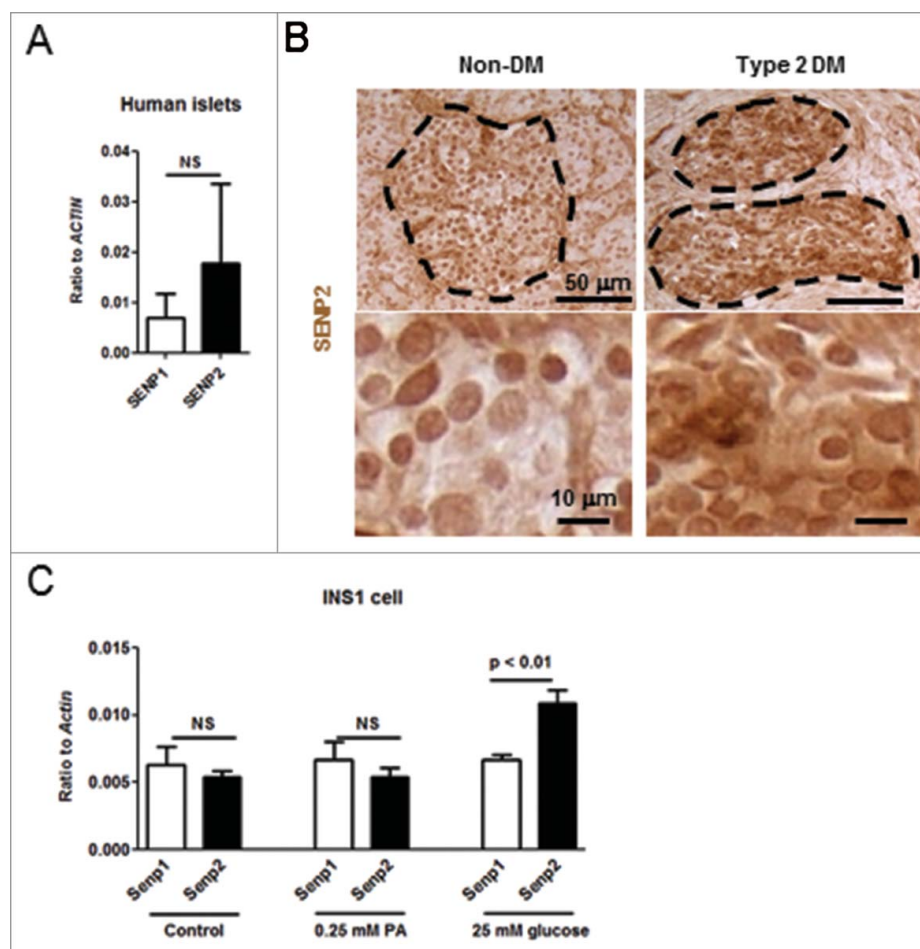 A
Human islets
NS
Ratio to ACTIN
0.04
0.03
0.02
0.01
0.00
SENP1
SENP2
B
Non-DM
Type 2 DM
SENP2
50 μm
10 μm
C
INS1 cell
Ratio to Actin
0.015
0.010
0.005
0.000
NS
NS
p < 0.01
Senp1
Senp2
Senp1
Senp2
Senp1
Senp2
Control
0.25 mM PA
25 mM glucose